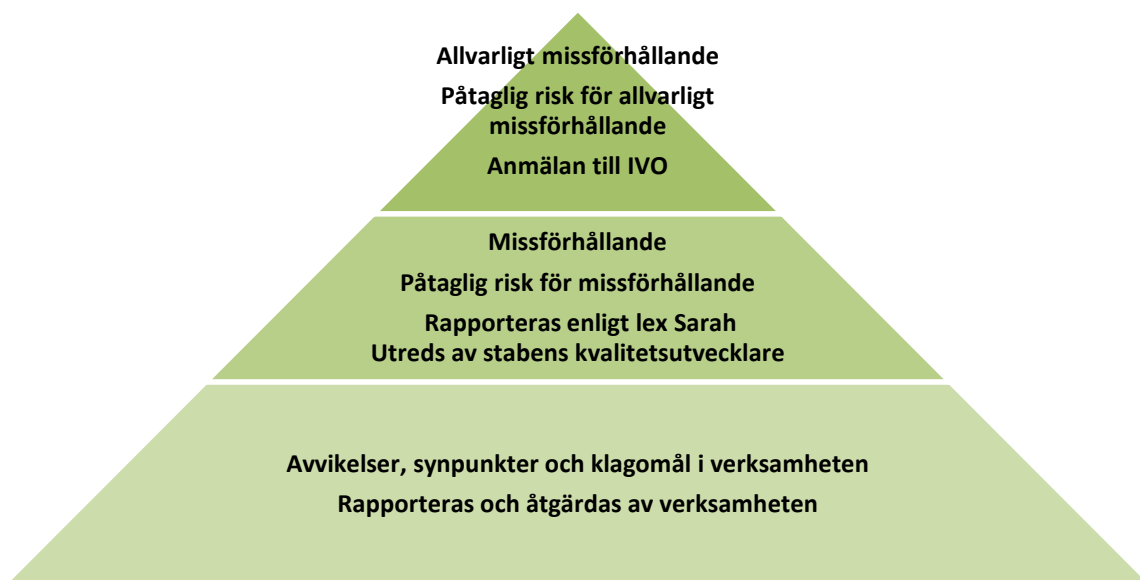 Allvarligt missförhållande
Påtaglig risk för allvarligt
missförhållande
Anmälan till IVO
Missförhållande
Påtaglig risk för missförhållande
Rapporteras enligt lex Sarah
Utreds av stabens kvalitetsutvecklare
Avvikelser, synpunkter och klagomål i verksamheten
Rapporteras och åtgärdas av verksamheten